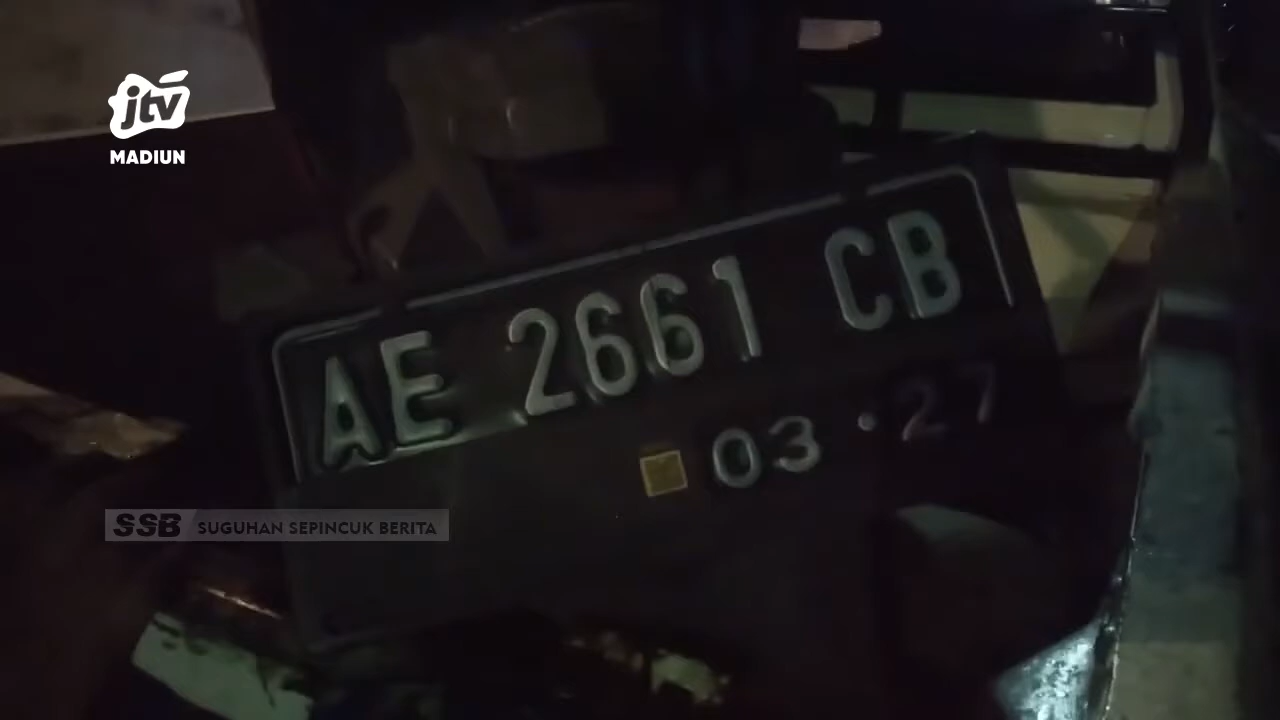 jtv
MADIUN
AE 2661 CB
03 · 27
SSB SUGUHAN SEPINCUK BERITA